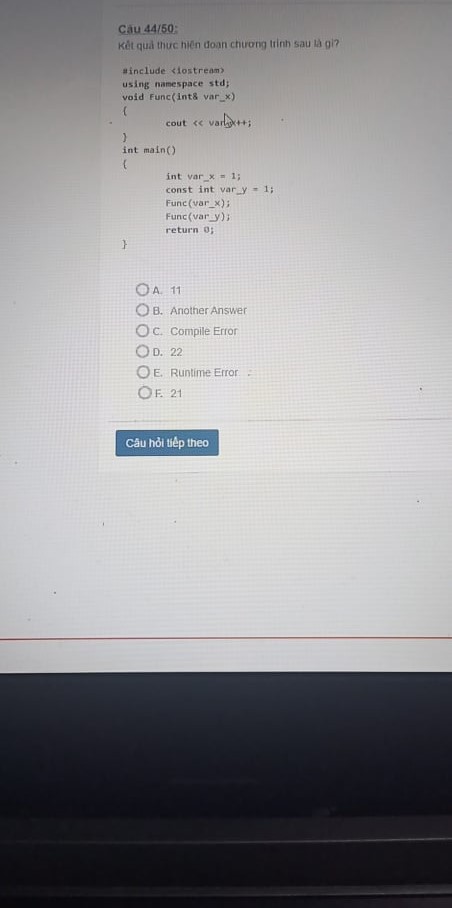 Câu 44/50:
Kết quả thực hiện đoạn chương trình sau là gì?
#include <iostream>
using namespace std;
void Func(int& var_x)
{
cout << var_x++;
}
int main()
{
int var_x = 1;
const int var_y = 1;
Func(var_x);
Func(var_y);
return 0;
}
A. 11
B. Another Answer
C. Compile Error
D. 22
E. Runtime Error
F. 21
Câu hỏi tiếp theo